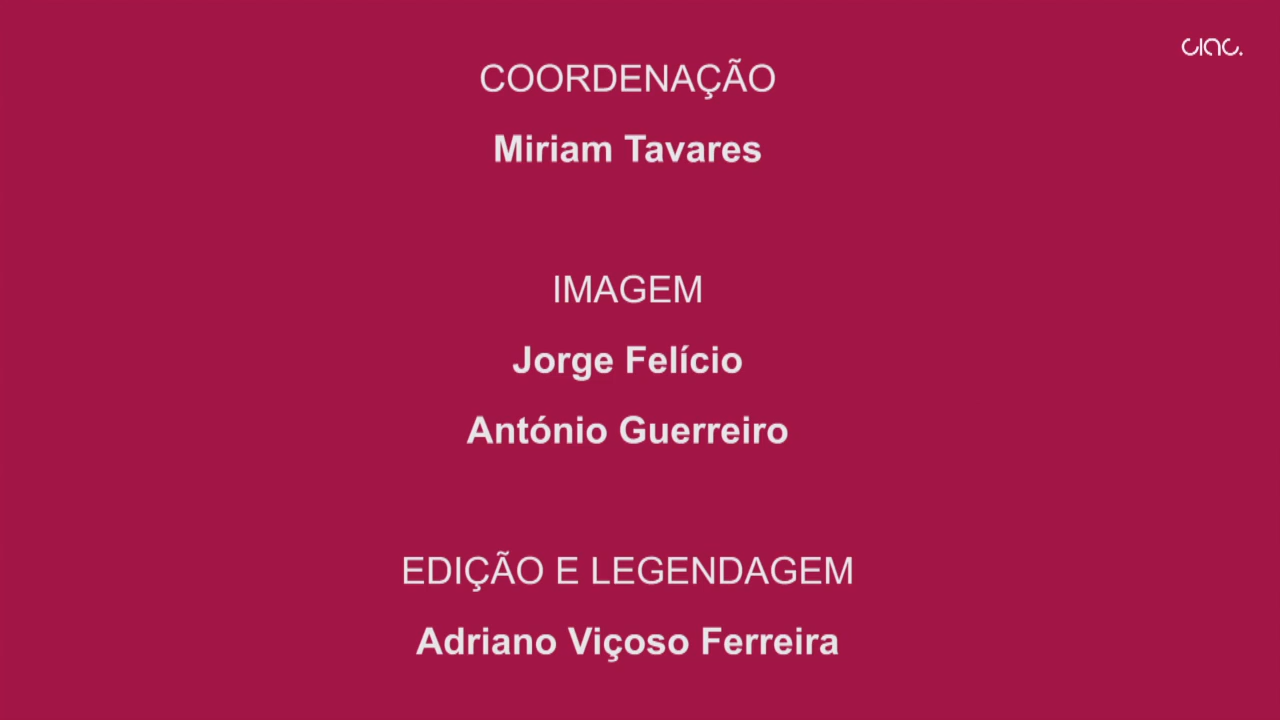 ciac.
COORDENAÇÃO
Miriam Tavares
IMAGEM
Jorge Felício
António Guerreiro
EDIÇÃO E LEGENDAGEM
Adriano Viçoso Ferreira